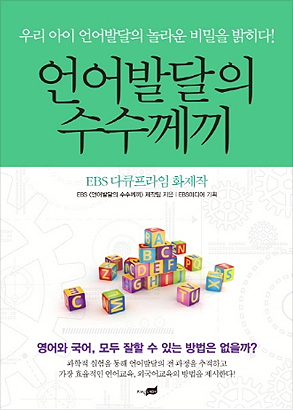 우리 아이 언어발달의 놀라운 비밀을 밝히다!
언어발달의
수수께끼
EBS 다큐프라임 화제작
EBS 〈언어발달의 수수께끼〉 제작팀 지음 | EBS미디어 기획
A
B C
D E F
G H I
영어와 국어, 모두 잘할 수 있는 방법은 없을까?
과학적 실험을 통해 언어발달의 전 과정을 추적하고
가장 효율적인 언어교육, 외국어교육의 방법을 제시한다!